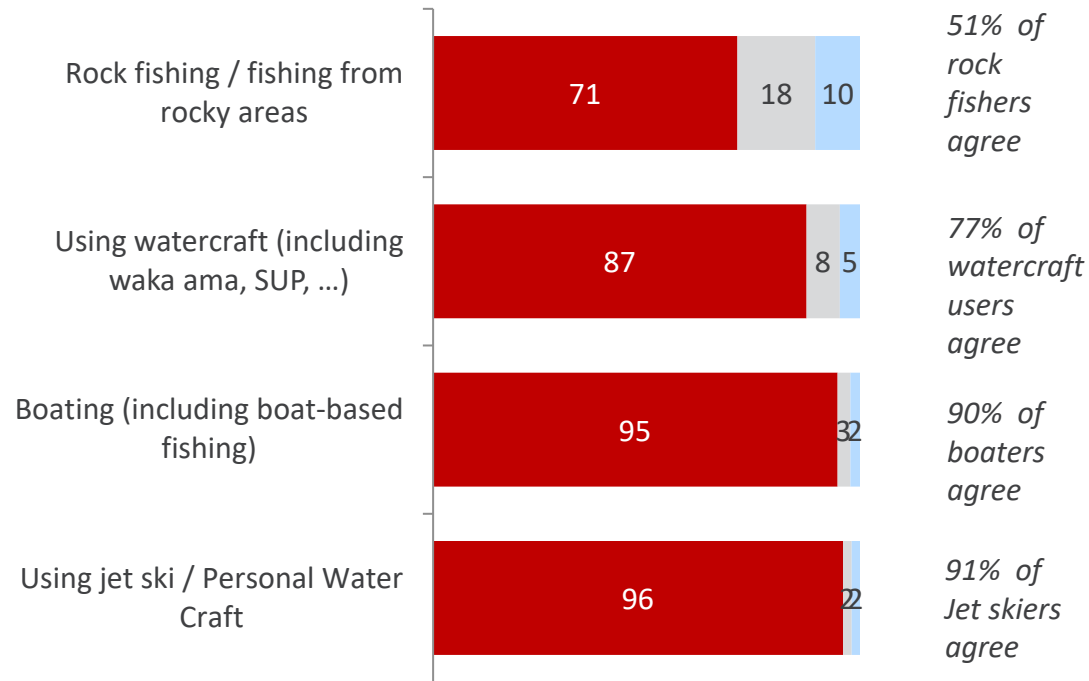 Rock fishing / fishing from
rocky areas
71
18
10
51% of
rock
fishers
agree
Using watercraft (including
waka ama, SUP, …)
87
8
5
77% of
watercraft
users
agree
Boating (including boat-based
fishing)
95
3
2
90% of
boaters
agree
Using jet ski / Personal Water
Craft
96
2
2
91% of
Jet skiers
agree